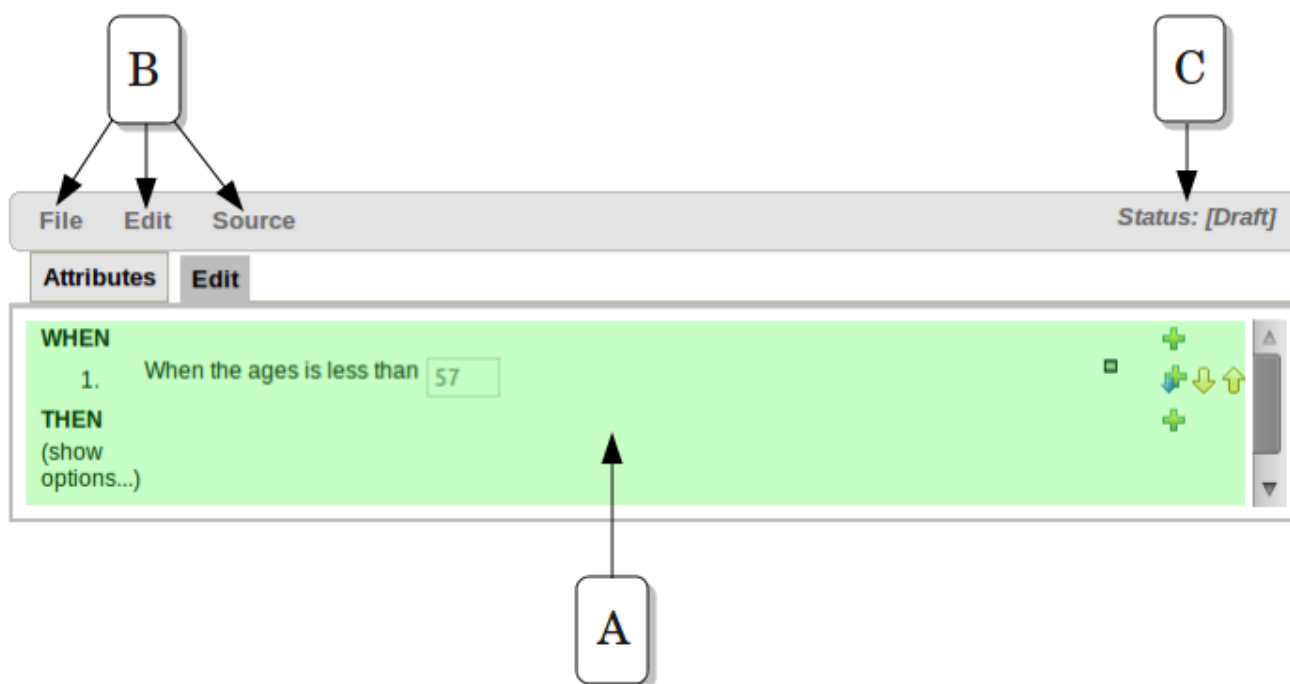 B
C
File Edit Source Status: [Draft]
Attributes Edit
WHEN
1. When the ages is less than 57
THEN
(show
options...)
A